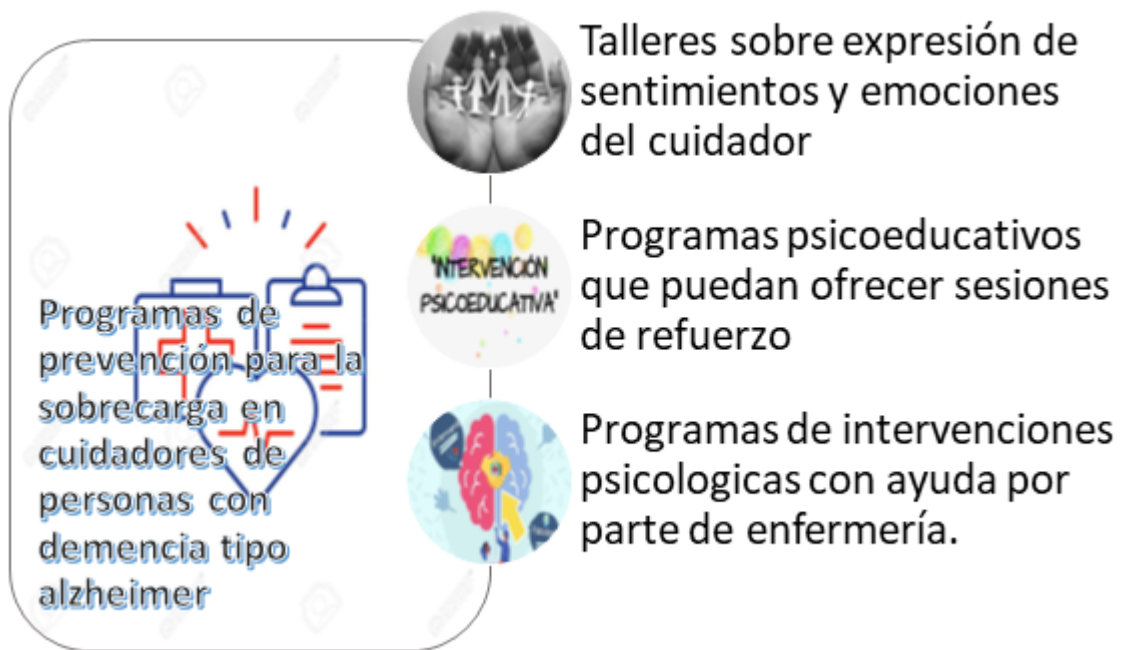 Programas de
prevención para la
sobrecarga en
cuidadores de
personas con
demencia tipo
alzheimer
Talleres sobre expresión de
sentimientos y emociones
del cuidador
"INTERVENCIÓN
PSICOEDUCATIVA"
Programas psicoeducativos
que puedan ofrecer sesiones
de refuerzo
Programas de intervenciones
psicologicas con ayuda por
parte de enfermería.